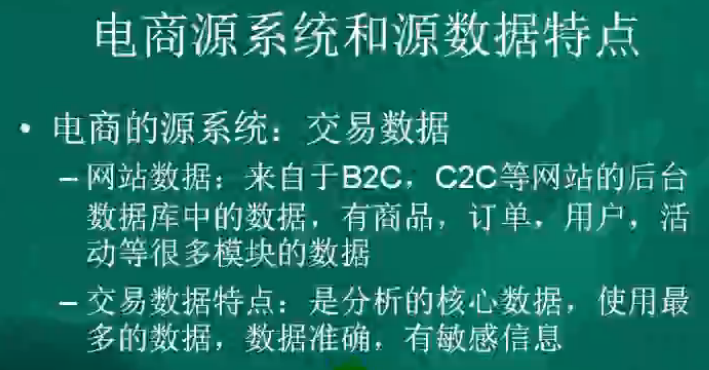 电商源系统和源数据特点
• 电商的源系统：交易数据
– 网站数据：来自于B2C，C2C等网站的后台
数据库中的数据，有商品，订单，用户，活
动等很多模块的数据
– 交易数据特点：是分析的核心数据，使用最
多的数据，数据准确，有敏感信息